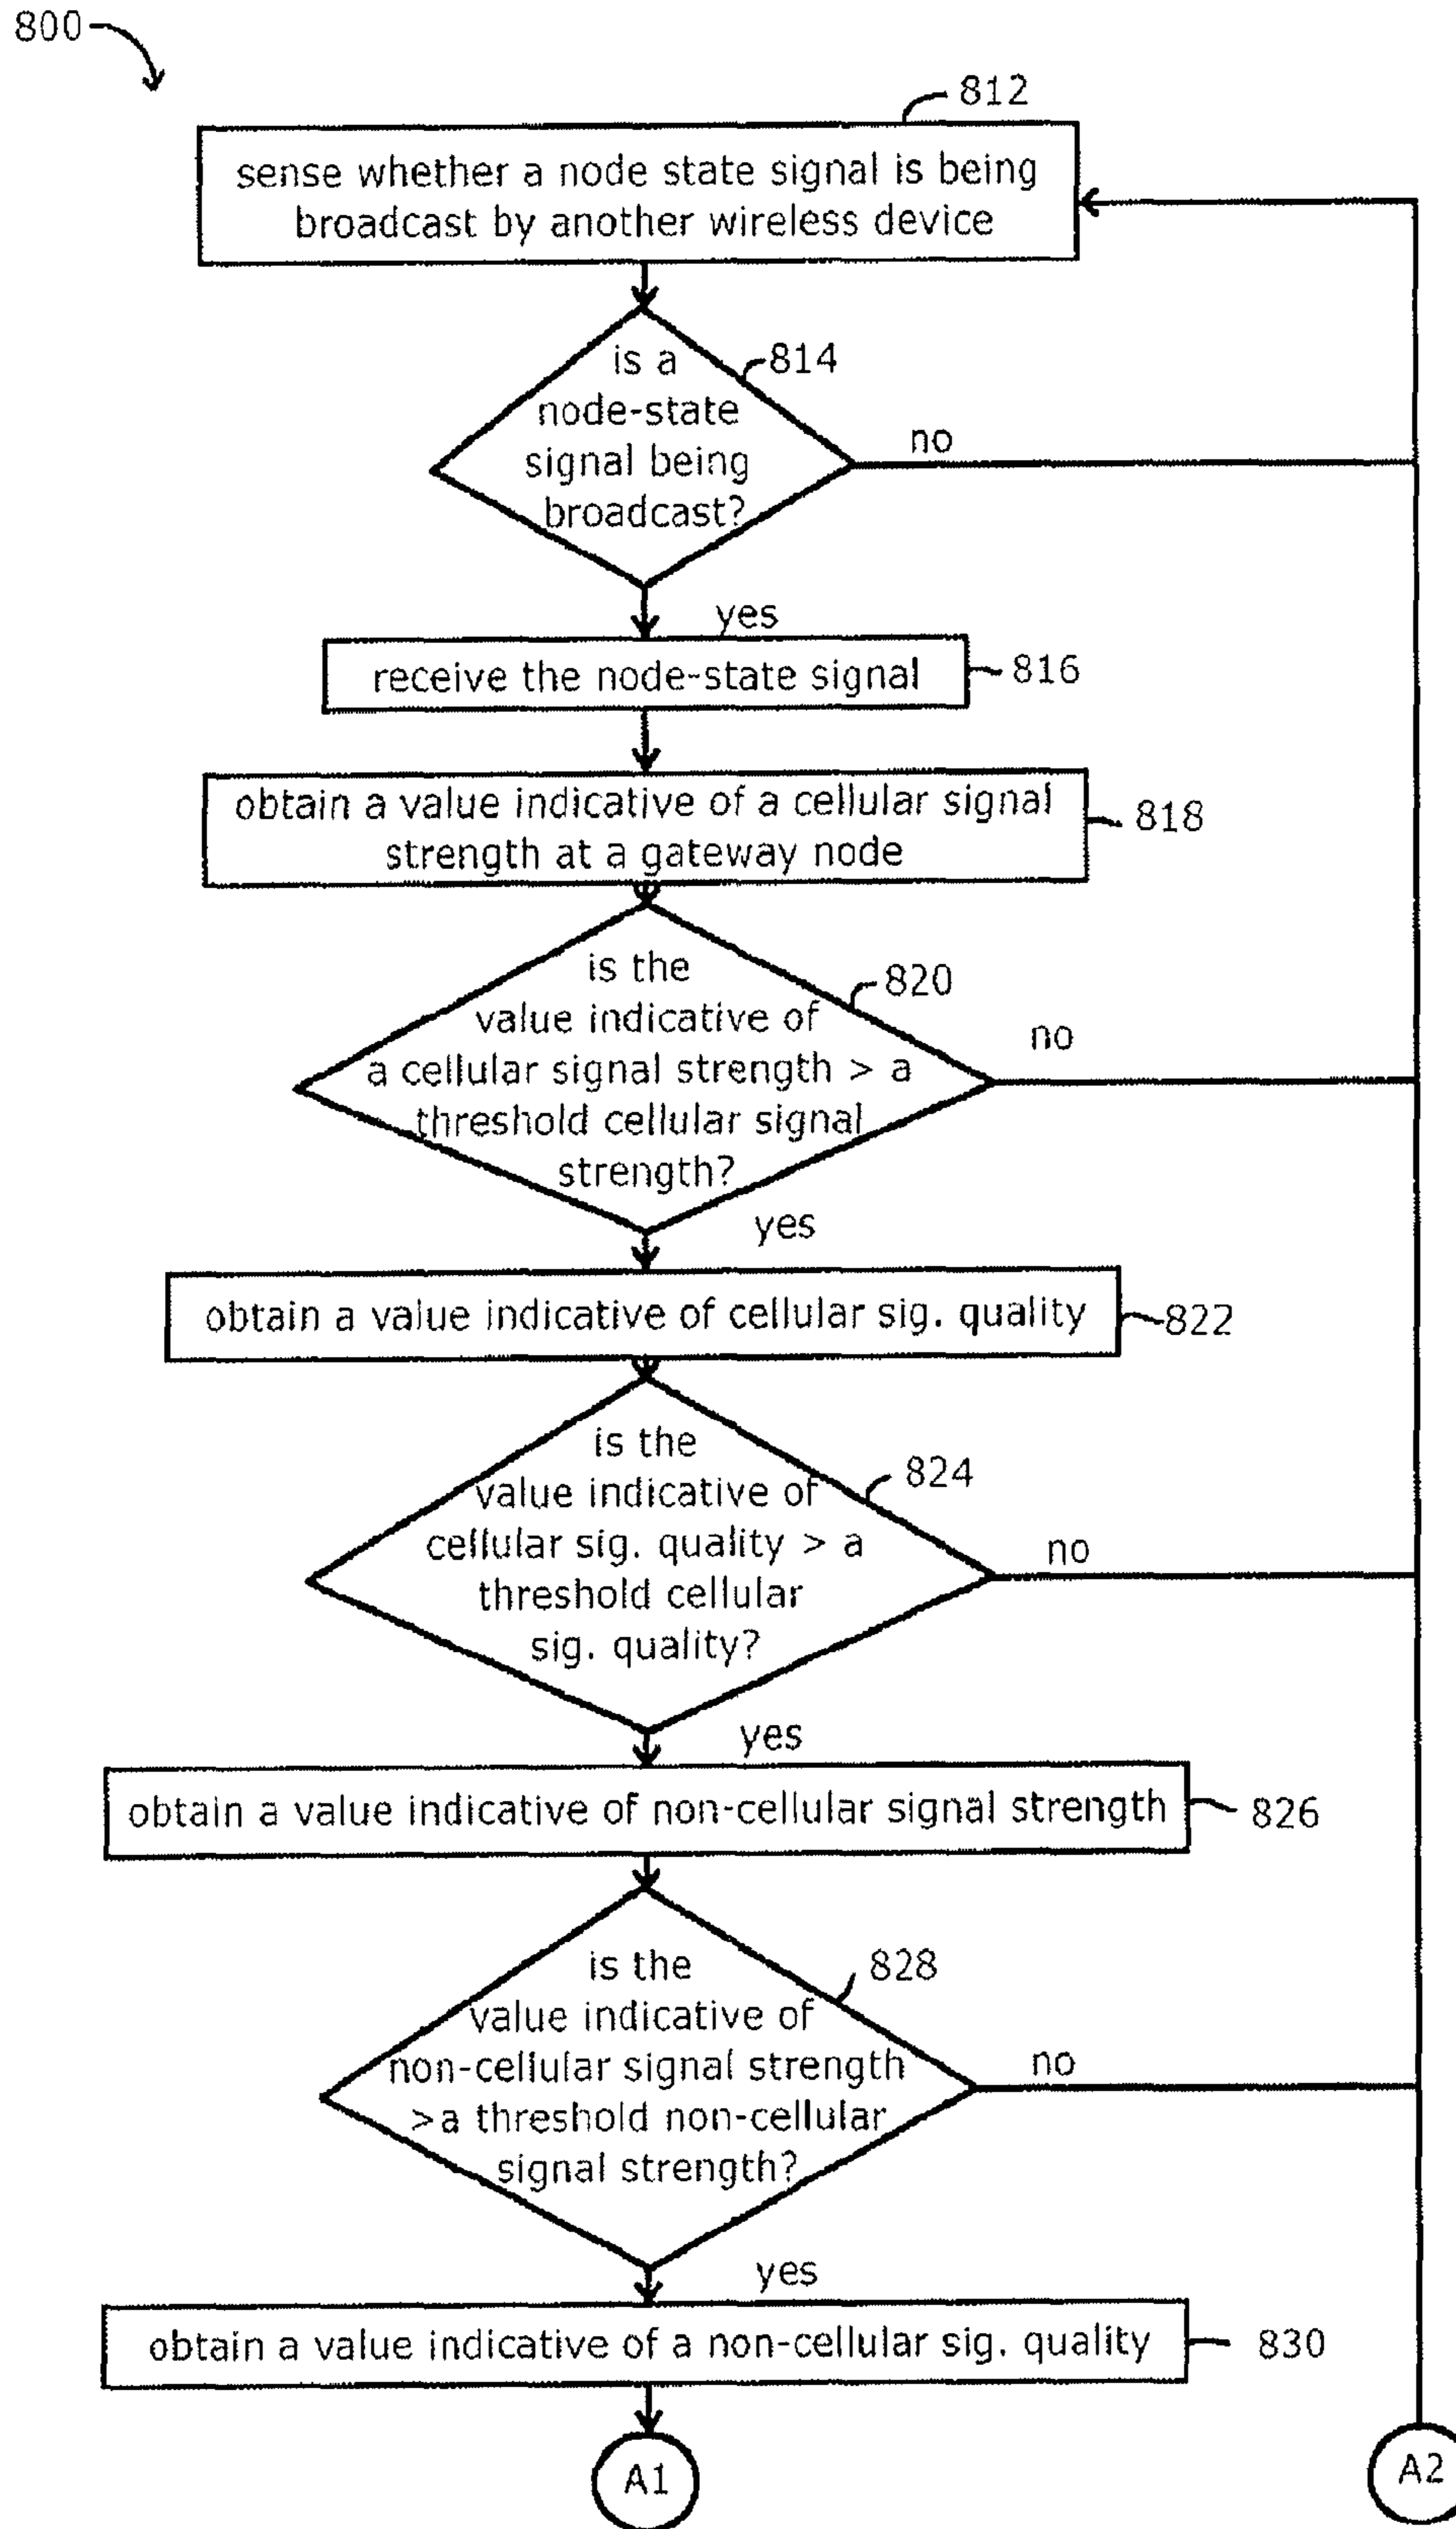 800
812
sense whether a node state signal is being
broadcast by another wireless device
is a
814
node-state
signal being
broadcast?
no
yes
receive the node-state signal
816
obtain a value indicative of a cellular signal
strength at a gateway node
818
is the
820
value indicative of
a cellular signal strength > a
threshold cellular signal
strength?
no
yes
obtain a value indicative of cellular sig. quality
822
is the
824
value indicative of
cellular sig. quality > a
threshold cellular
sig. quality?
no
yes
obtain a value indicative of non-cellular signal strength
826
is the
828
value indicative of
non-cellular signal strength
>a threshold non-cellular
signal strength?
no
yes
obtain a value indicative of a non-cellular sig. quality
830
A1
A2